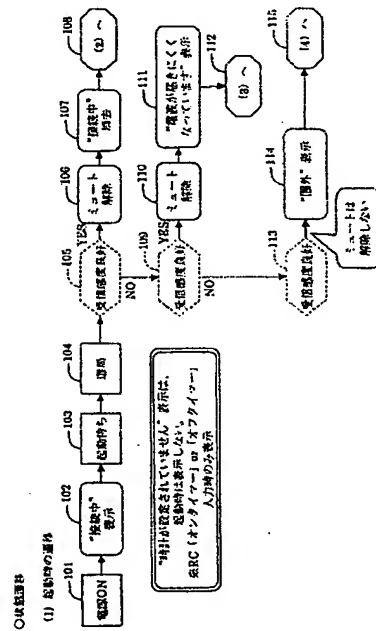 ○状態遷移
(1) 起動時の遷移
101
電源ON
102
"接続中"
表示
103
起動待ち
104
選局
105
受信感度良好
YES
NO
106
ミュート
解除
107
"接続中"
消去
108
(2) へ
109
受信感度良好
YES
NO
110
ミュート
解除
111
"電波が届きにくく
なっています" 表示
112
(3) へ
113
受信感度良好
114
"圏外" 表示
ミュートは
解除しない
115
(4) へ
"時計が設定されていません" 表示は、
起動時は表示しない。
RC「オンタイマー」or「オフタイマー」
入力時のみ表示